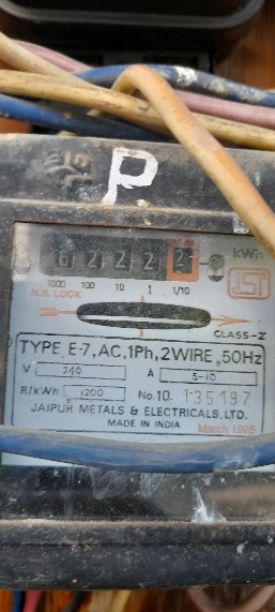 P
6 2 2 2 2 kWh
1000 100 10 1 1/10
N.R. LOCK
CLASS-2
TYPE E-7, AC, 1Ph, 2WIRE, 50Hz
V 240 A 5-10
R/kWh 1200 No.10. 135197
JAIPUR METALS & ELECTRICALS. LTD.
MADE IN INDIA March 1995